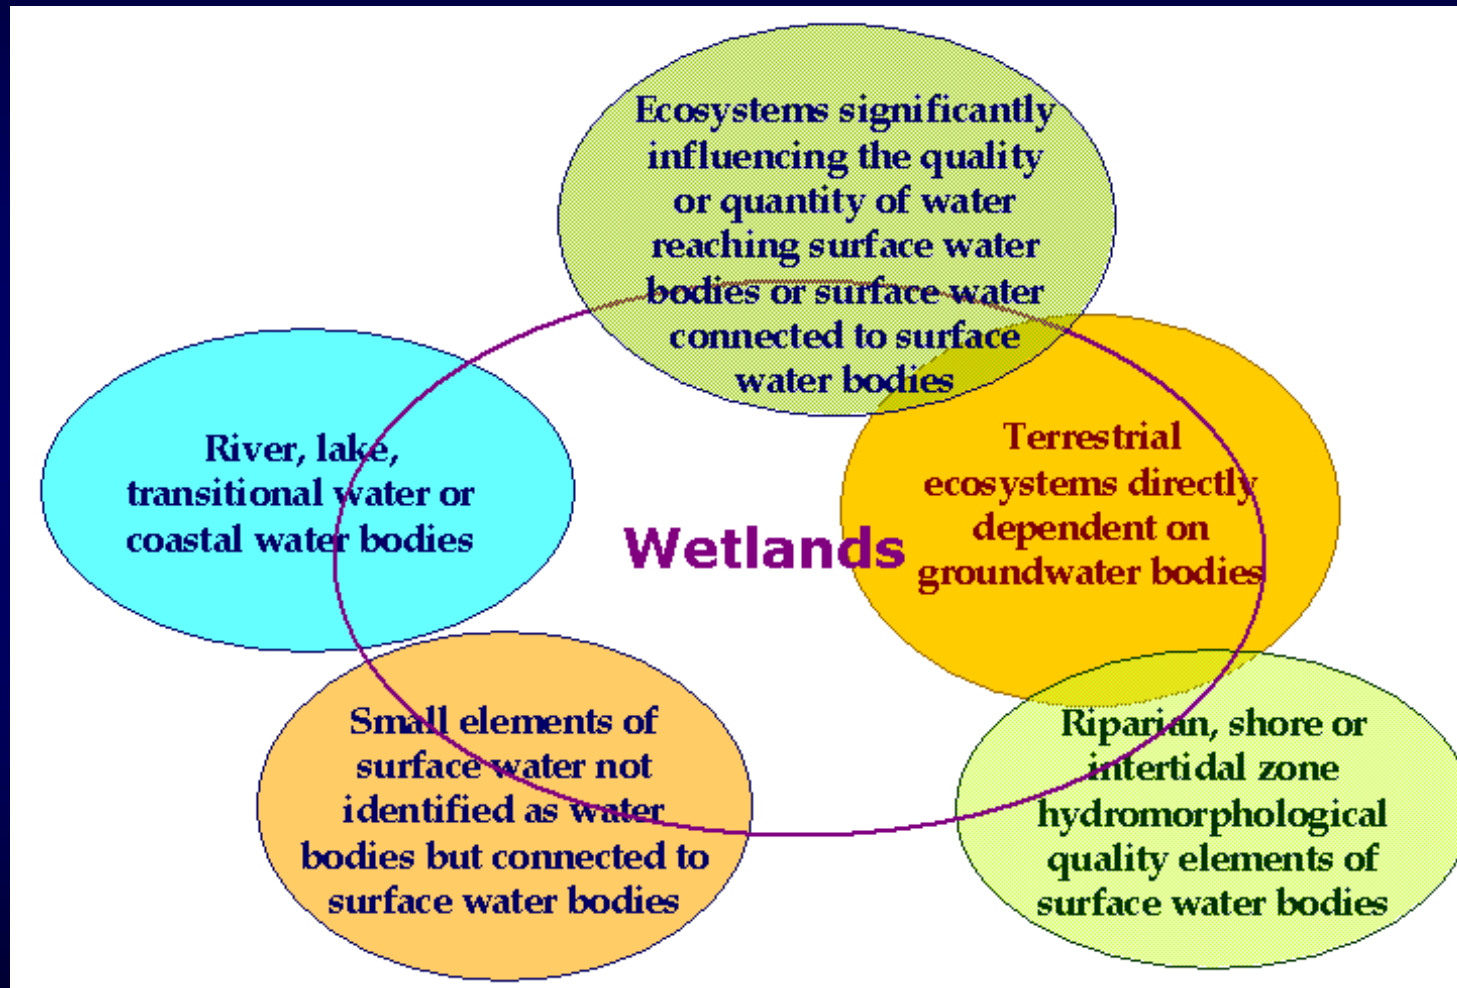 Ecosystems significantly
influencing the quality
or quantity of water
reaching surface water
bodies or surface water
connected to surface
water bodies
River, lake,
transitional water or
coastal water bodies
Wetlands
Terrestrial
ecosystems directly
dependent on
groundwater bodies
Small elements of
surface water not
identified as water
bodies but connected to
surface water bodies
Riparian, shore or
intertidal zone
hydromorphological
quality elements of
surface water bodies